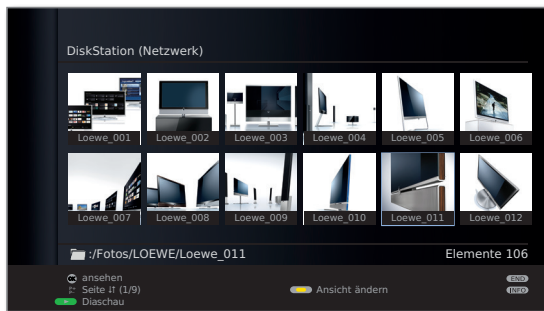 DiskStation (Netzwerk)
Loewe_001 Loewe_002 Loewe_003 Loewe_004 Loewe_005 Loewe_006
Loewe_007 Loewe_008 Loewe_009 Loewe_010 Loewe_011 Loewe_012
:/Fotos/LOEWE/Loewe_011 Elemente 106
OK ansehen END
P+ P- Seite ↓↑ (1/9) Ansicht ändern INFO
Diaschau